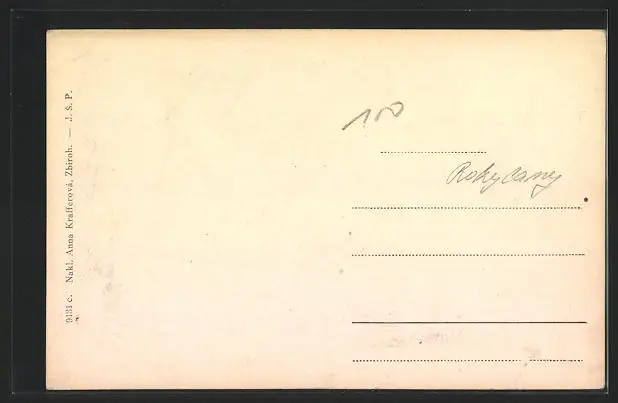 9131 c. Nakl. Anna Krafferová, Zbiroh. — J. Š. P.
100
Rokycany